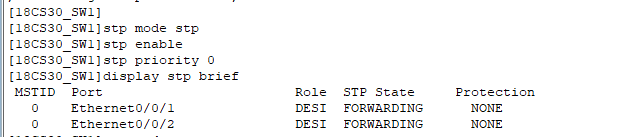 [18CS30_SW1]
[18CS30_SW1]stp mode stp
[18CS30_SW1]stp enable
[18CS30_SW1]stp priority 0
[18CS30_SW1]display stp brief
MSTID Port Role STP State Protection
0 Ethernet0/0/1 DESI FORWARDING NONE
0 Ethernet0/0/2 DESI FORWARDING NONE